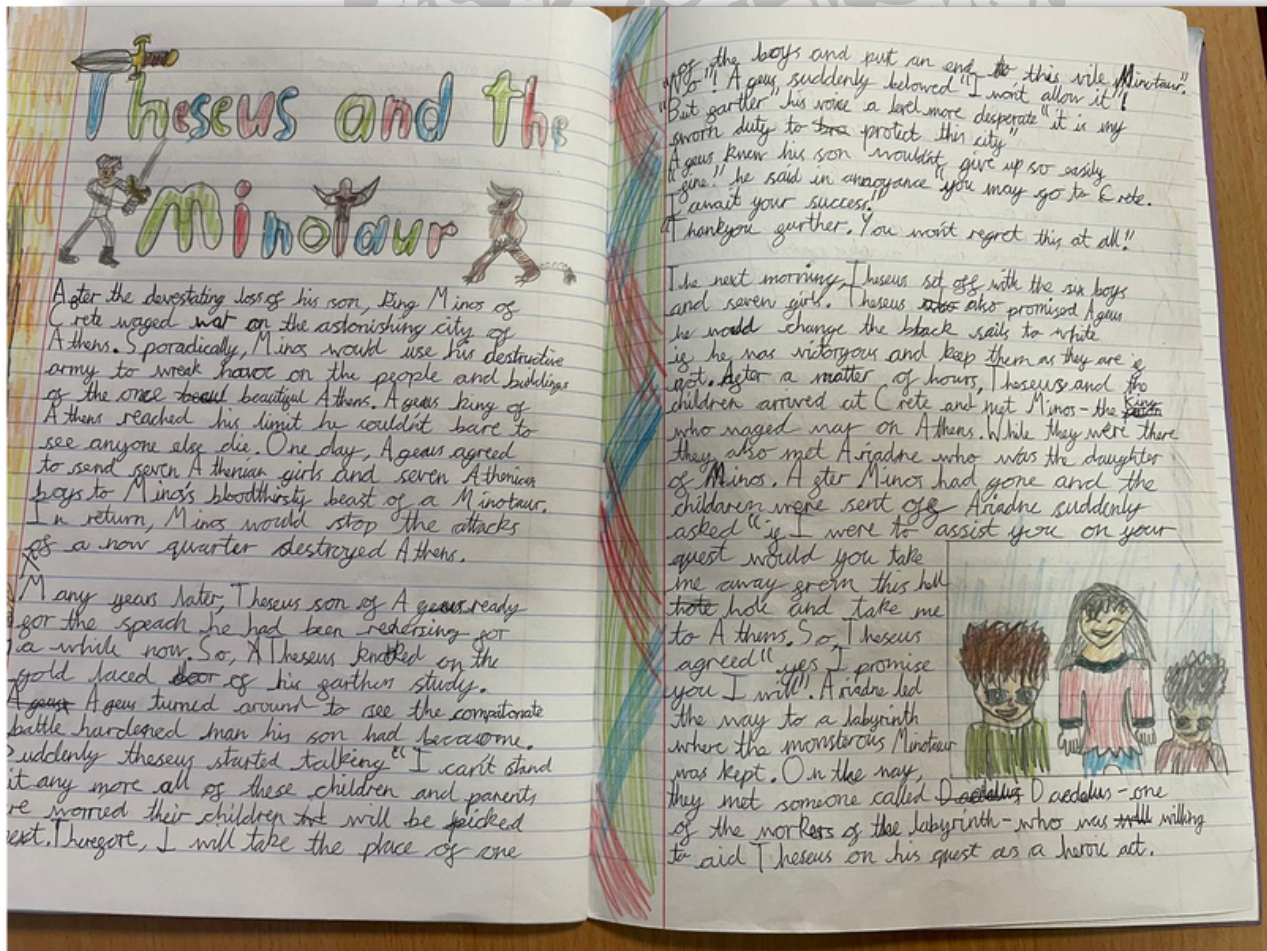 Theseus and the
Minotaur
After the devestating loss of his son, King Minos of
Crete waged war on the astonishing city of
Athens. Sporadically, Minos would use his destructive
army to wreak havoc on the people and buildings
of the once beautiful Athens. Ageus king of
Athens reached his limit he couldn't bare to
see anyone else die. One day, Ageus agreed
to send seven Athenian girls and seven Athenian
boys to Minos's bloodthirsty beast of a Minotaur.
In return, Minos would stop the attacks
of a now quarter destroyed Athens.
Many years later, Theseus son of Ageus ready
for the speach he had been rehersing for
a while now. So, Theseus knocked on the
gold laced door of his farthers study.
Ageus turned around to see the compationate
battle hardened man his son had become.
Suddenly theseus started talking "I can't stand
it any more all of these children and parents
re worried their children will be picked
ext. Therefore, I will take the place of one
of the boys and put an end to this vile Minotaur."
"No"! Ageus suddenly belowed "I won't allow it"!
"But farther" his voice a level more desperate "it is my
sworn duty to protect this city"
Ageus knew his son wouldn't give up so easily
"fine." he said in annoyance "you may go to Crete.
I await your success."
"Thankyou further. You won't regret this at all!"
The next morning, Theseus set off with the six boys
and seven girls. Theseus also promised Ageus
he would change the black sails to white
if he was victoryous and keep them as they are if
not. After a matter of hours, Theseus and the
children arrived at Crete and met Minos - the King
who waged way on Athens. While they were there
they also met Ariadne who was the daughter
of Minos. After Minos had gone and the
childaren were sent off Ariadne suddenly
asked "if I were to assist you on your
quest would you take
me away from this hell
hole and take me
to Athens. So, Theseus
agreed "yes I promise
you I will". Ariadne led
the way to a labyrinth
where the monsterous Minotaur
was kept. On the way,
they met someone called Daedalus - one
of the workers of the labyrinth - who was willing
to aid Theseus on his quest as a heroic act.